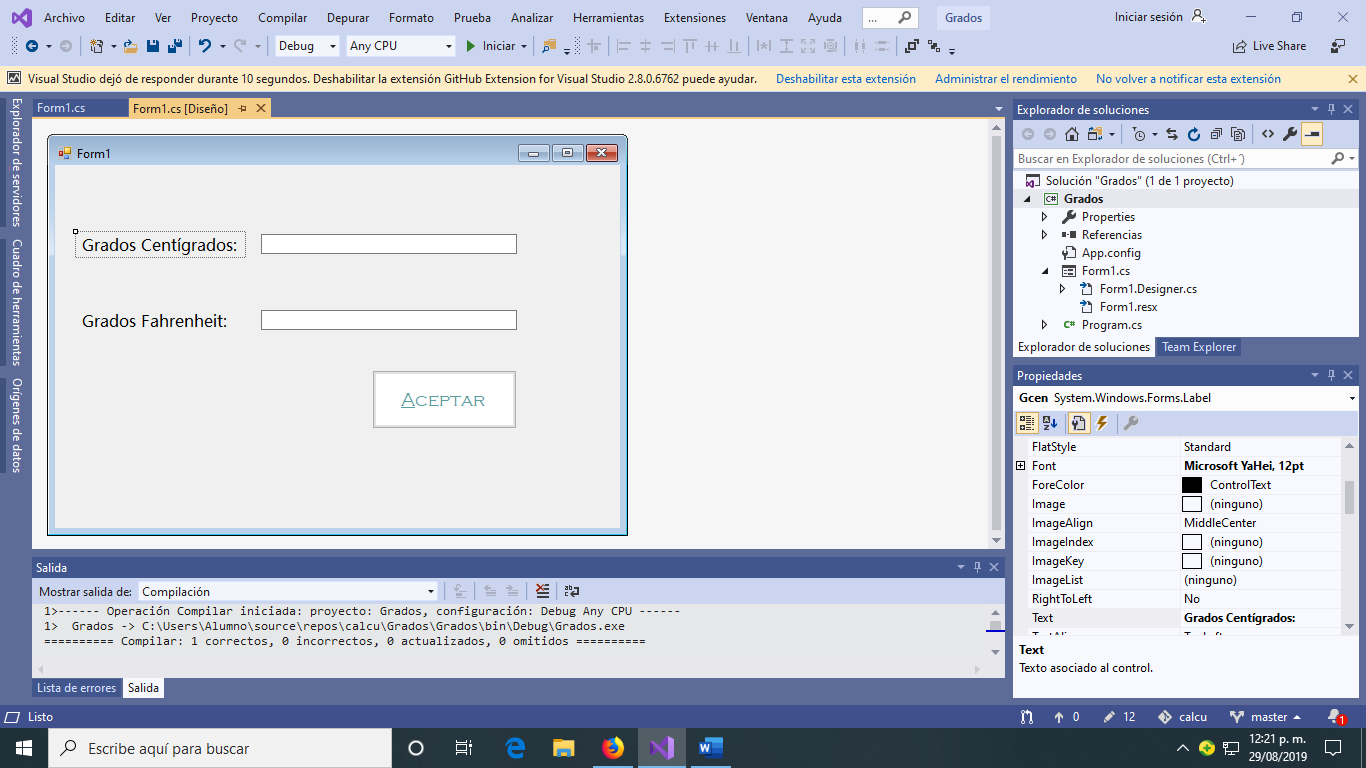 Archivo Editar Ver Proyecto Compilar Depurar Formato Prueba Analizar Herramientas Extensiones Ventana Ayuda ... Grados Iniciar sesión
Debug Any CPU Iniciar Live Share
Visual Studio dejó de responder durante 10 segundos. Deshabilitar la extensión GitHub Extension for Visual Studio 2.8.0.6762 puede ayudar. Deshabilitar esta extensión Administrar el rendimiento No volver a notificar esta extensión
Explorador de servidores
Cuadro de herramientas
Orígenes de datos
Form1.cs Form1.cs [Diseño]
Form1
Grados Centígrados:
Grados Fahrenheit:
Aceptar
Explorador de soluciones
Buscar en Explorador de soluciones (Ctrl+´)
Solución "Grados" (1 de 1 proyecto)
C# Grados
Properties
Referencias
App.config
Form1.cs
Form1.Designer.cs
Form1.resx
C# Program.cs
Explorador de soluciones Team Explorer
Propiedades
Gcen System.Windows.Forms.Label
FlatStyle Standard
Font Microsoft YaHei, 12pt
ForeColor ControlText
Image (ninguno)
ImageAlign MiddleCenter
ImageIndex (ninguno)
ImageKey (ninguno)
ImageList (ninguno)
RightToLeft No
Text Grados Centígrados:
Text
Texto asociado al control.
Salida
Mostrar salida de: Compilación
1>------ Operación Compilar iniciada: proyecto: Grados, configuración: Debug Any CPU ------
1>  Grados -> C:\Users\Alumno\source\repos\calcu\Grados\Grados\bin\Debug\Grados.exe
========== Compilar: 1 correctos, 0 incorrectos, 0 actualizados, 0 omitidos ==========
Lista de errores Salida
Listo 0 12 calcu master 1
Escribe aquí para buscar
12:21 p. m.
29/08/2019